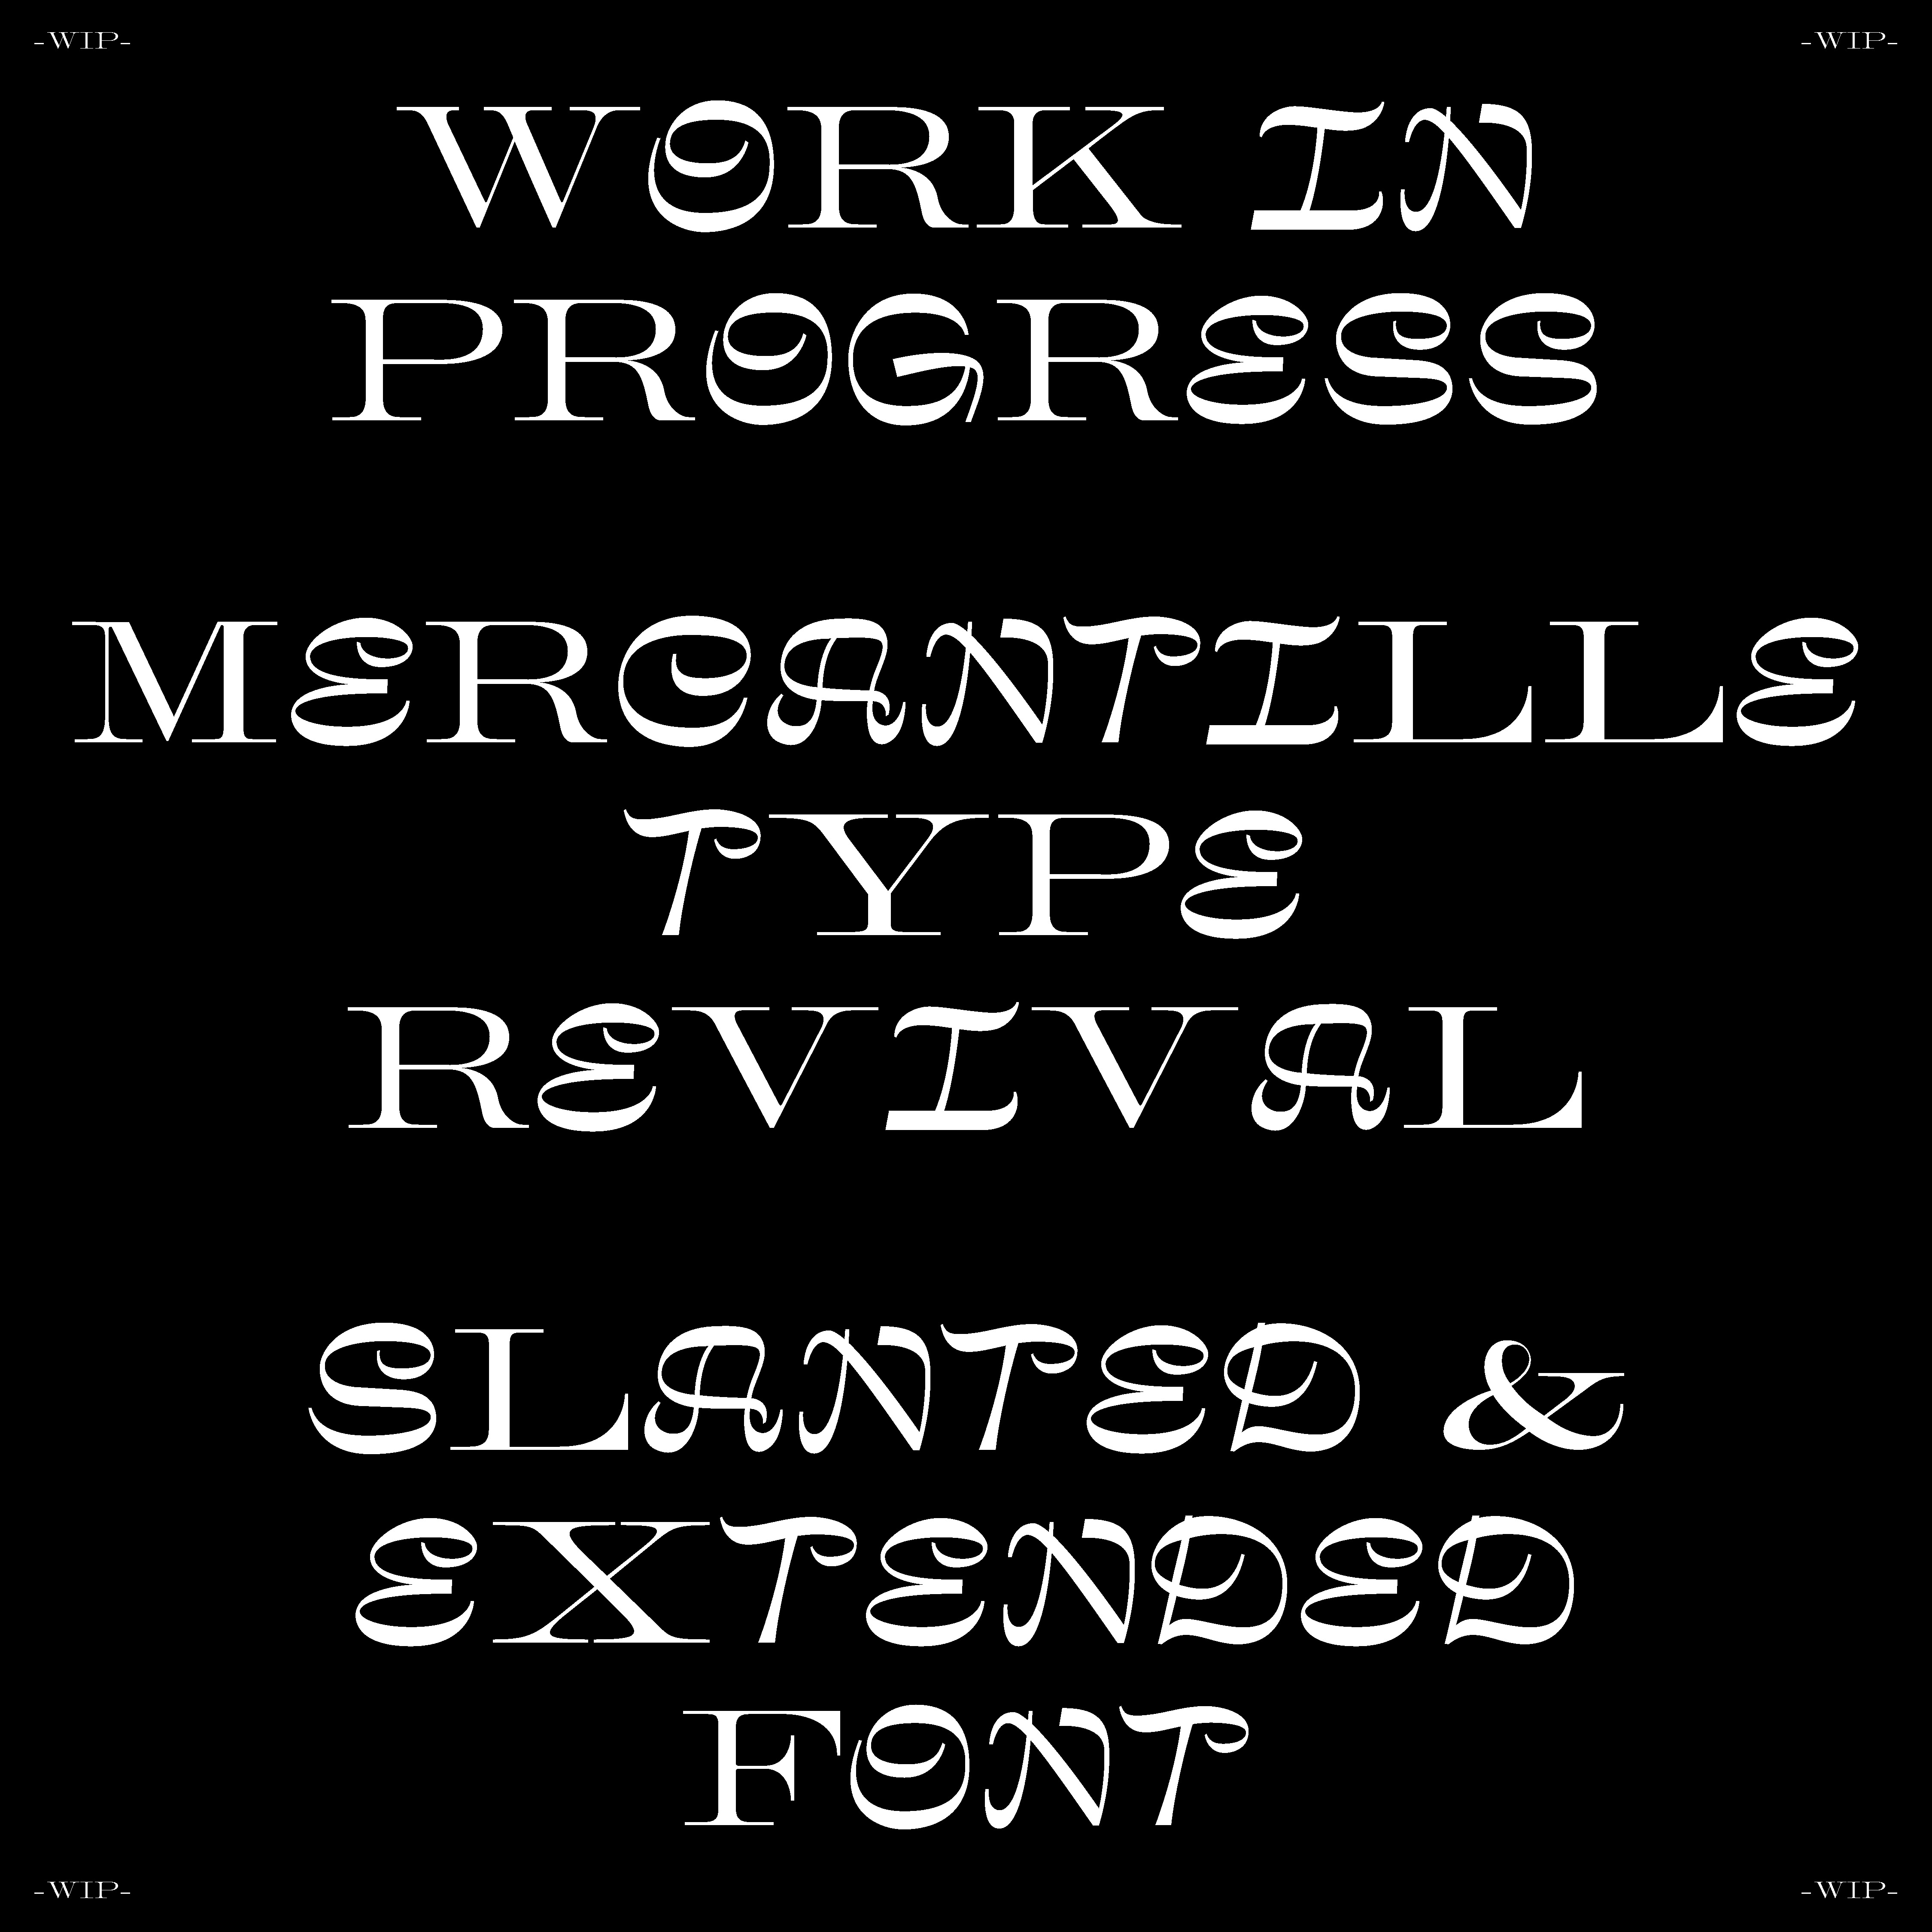 -WIP- -WIP-
WORK IN
PROGRESS
MERCANTILLE
TYPE
REVIVAL
SLANTED &
EXTENDED
FONT
-WIP- -WIP-